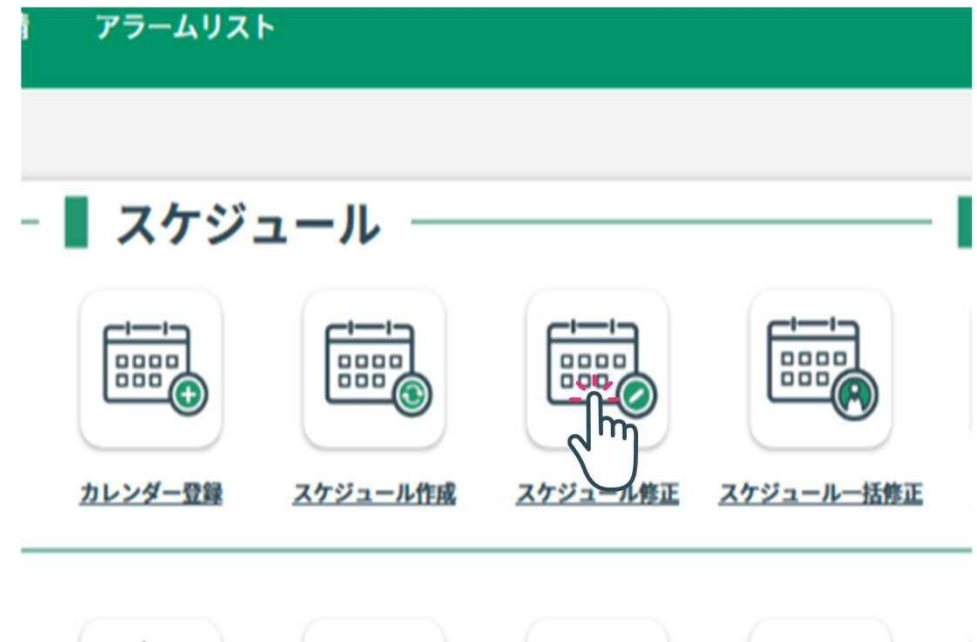 アラームリスト
スケジュール
カレンダー登録
スケジュール作成
スケジュール修正
スケジュール一括修正